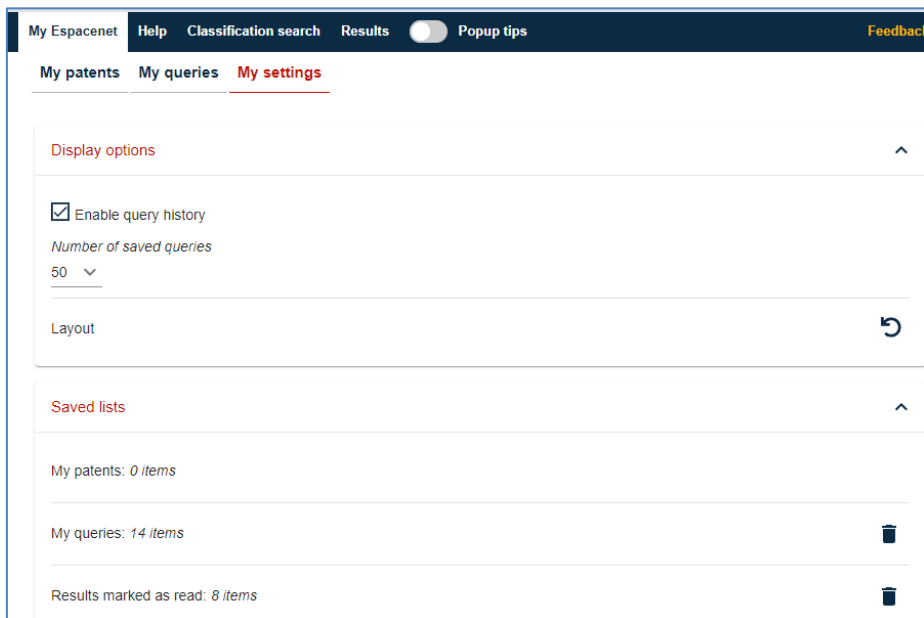 My Espacenet Help Classification search Results Popup tips Feedback
My patents My queries My settings
Display options
Enable query history
Number of saved queries
50
Layout
Saved lists
My patents: 0 items
My queries: 14 items
Results marked as read: 8 items